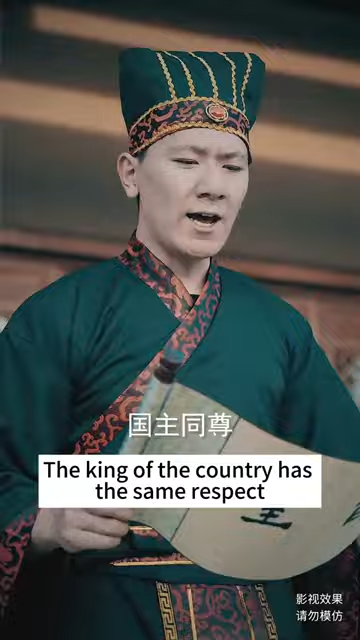 国主同尊
The king of the country has
the same respect
主
影视效果
请勿模仿